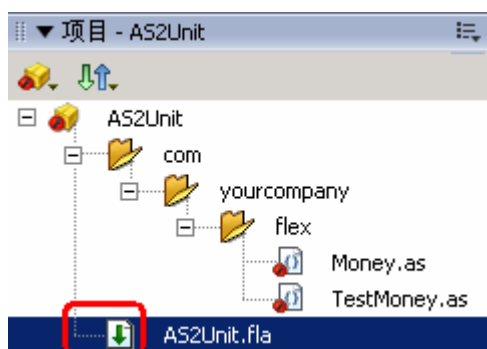 项目 - AS2Unit
AS2Unit
com
yourcompany
flex
Money.as
TestMoney.as
AS2Unit.fla